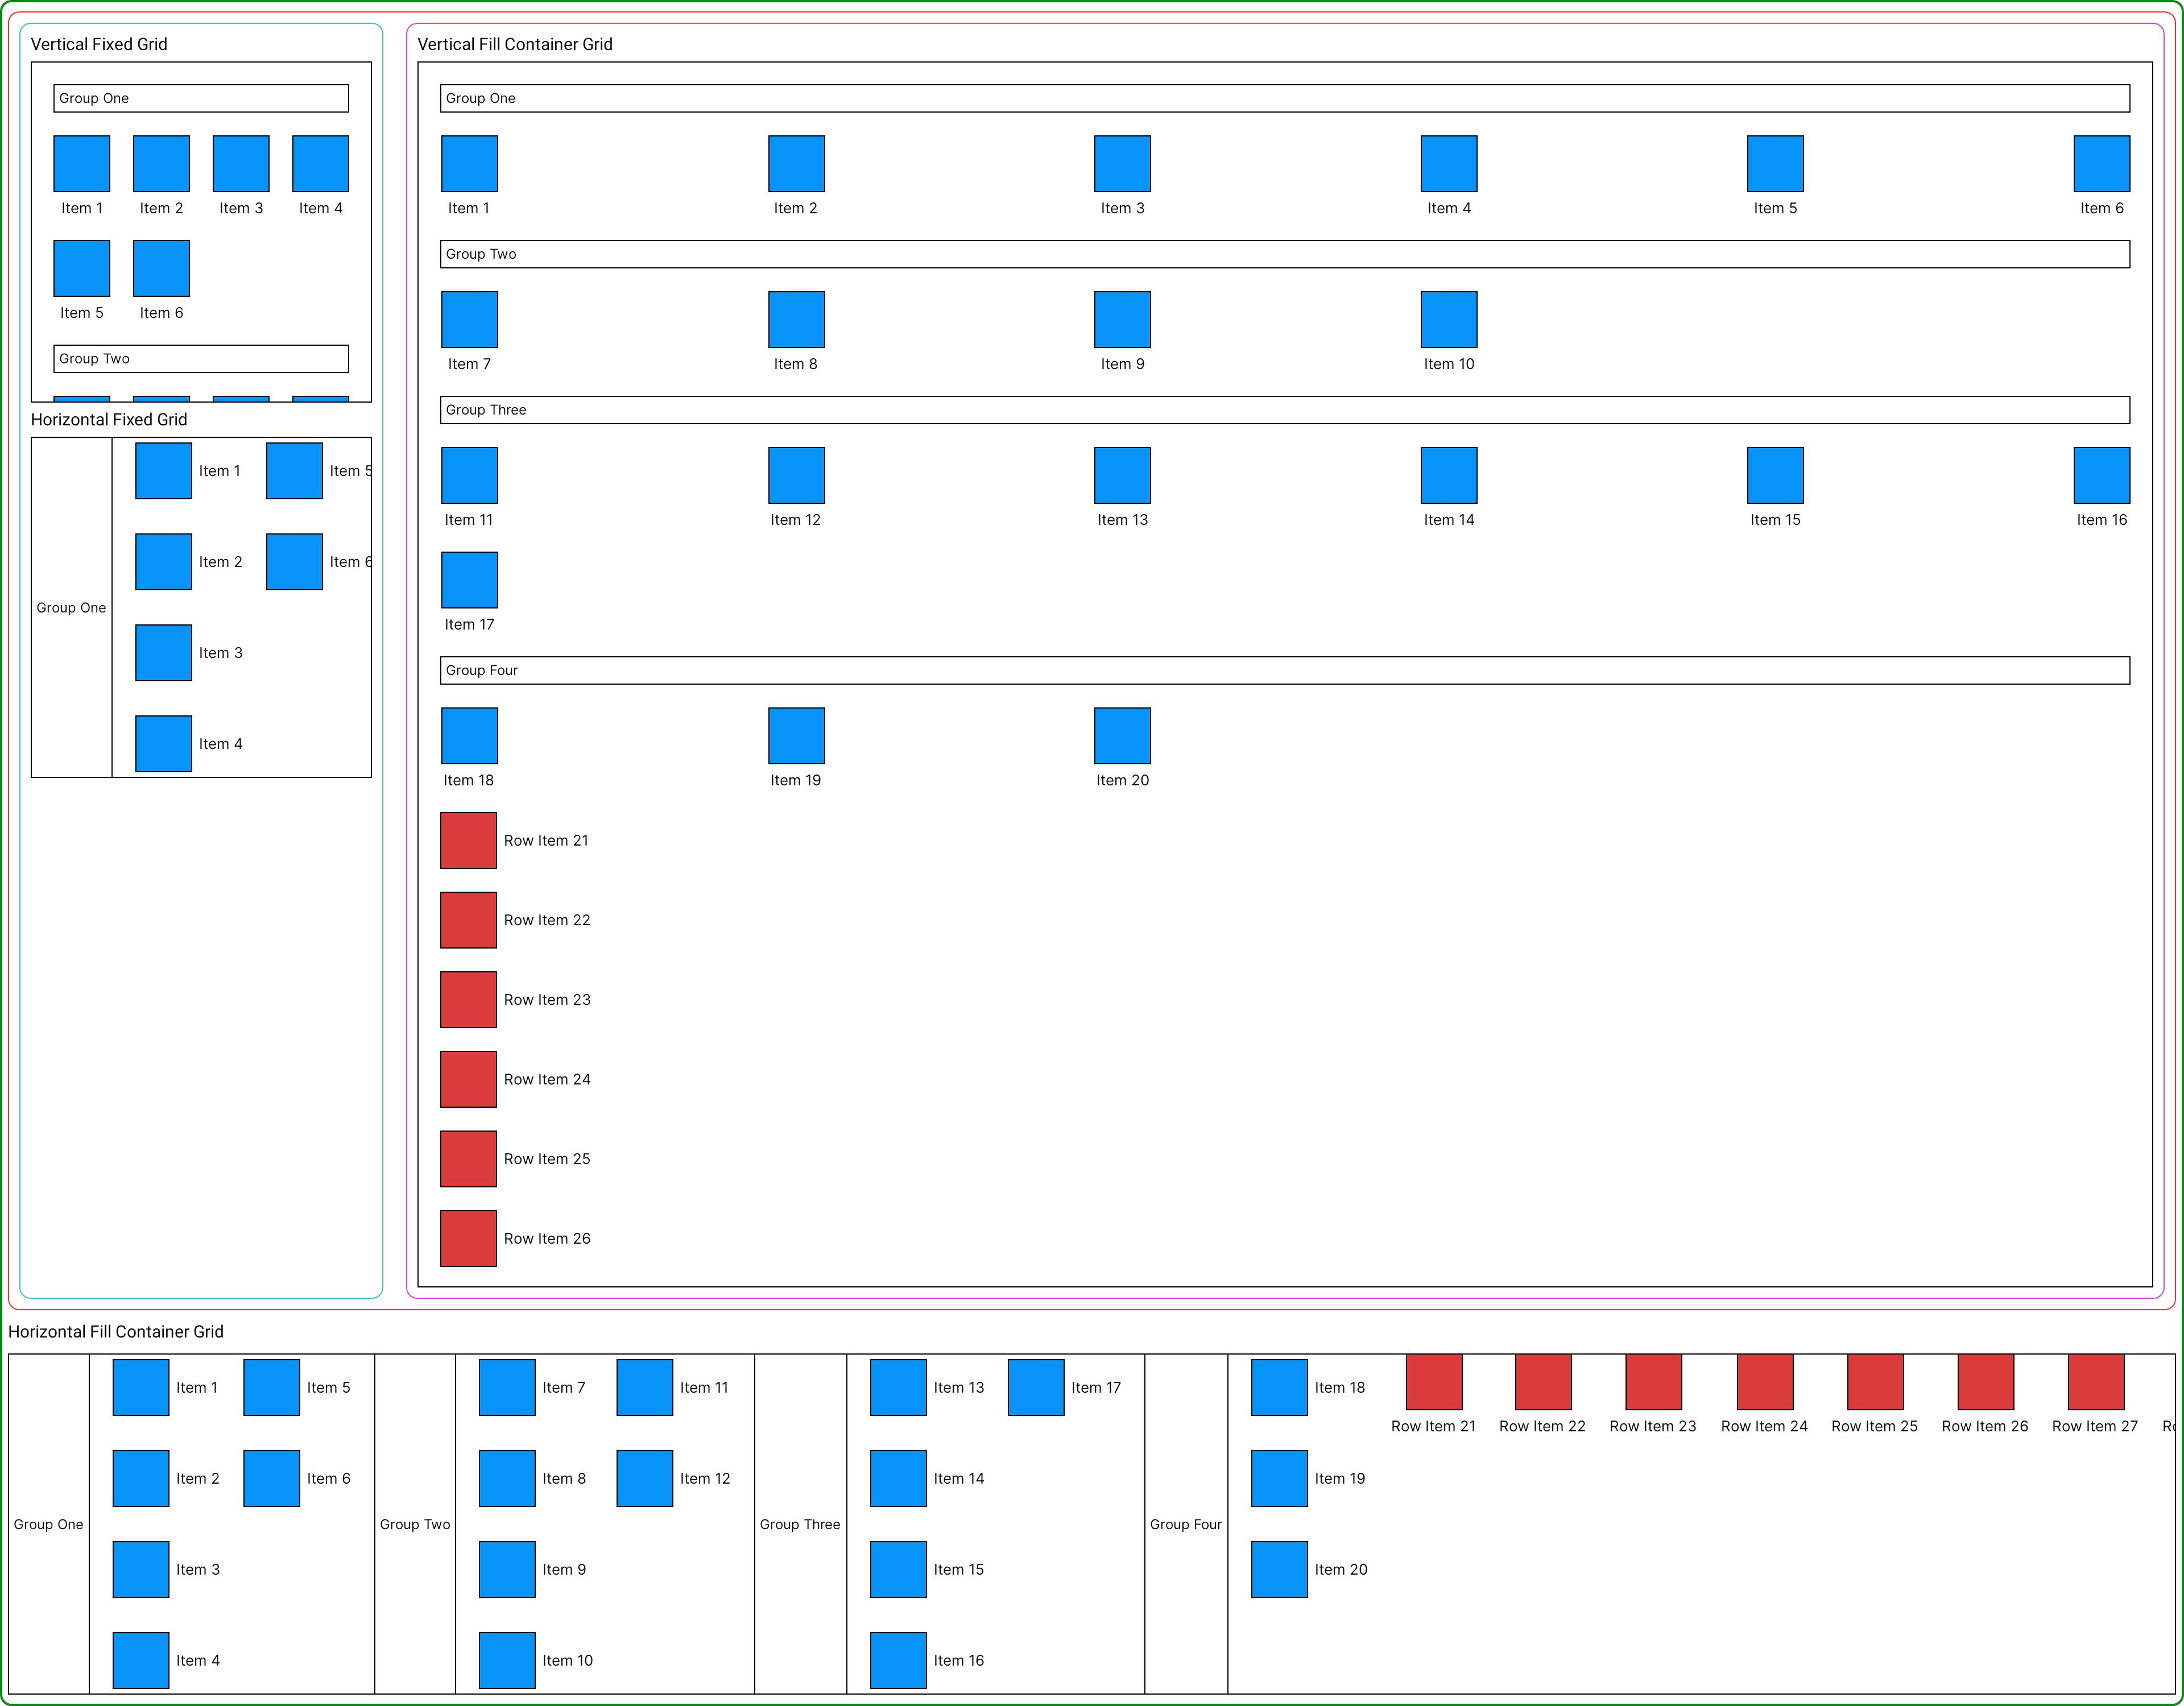 Vertical Fixed Grid
Group One
Item 1 Item 2 Item 3 Item 4
Item 5 Item 6
Group Two
Horizontal Fixed Grid
Group One
Item 1 Item 5
Item 2 Item 6
Item 3
Item 4
Vertical Fill Container Grid
Group One
Item 1 Item 2 Item 3 Item 4 Item 5 Item 6
Group Two
Item 7 Item 8 Item 9 Item 10
Group Three
Item 11 Item 12 Item 13 Item 14 Item 15 Item 16
Item 17
Group Four
Item 18 Item 19 Item 20
Row Item 21
Row Item 22
Row Item 23
Row Item 24
Row Item 25
Row Item 26
Horizontal Fill Container Grid
Group One
Item 1 Item 5
Item 2 Item 6
Item 3
Item 4
Group Two
Item 7 Item 11
Item 8 Item 12
Item 9
Item 10
Group Three
Item 13 Item 17
Item 14
Item 15
Item 16
Group Four
Item 18
Item 19
Item 20
Row Item 21 Row Item 22 Row Item 23 Row Item 24 Row Item 25 Row Item 26 Row Item 27